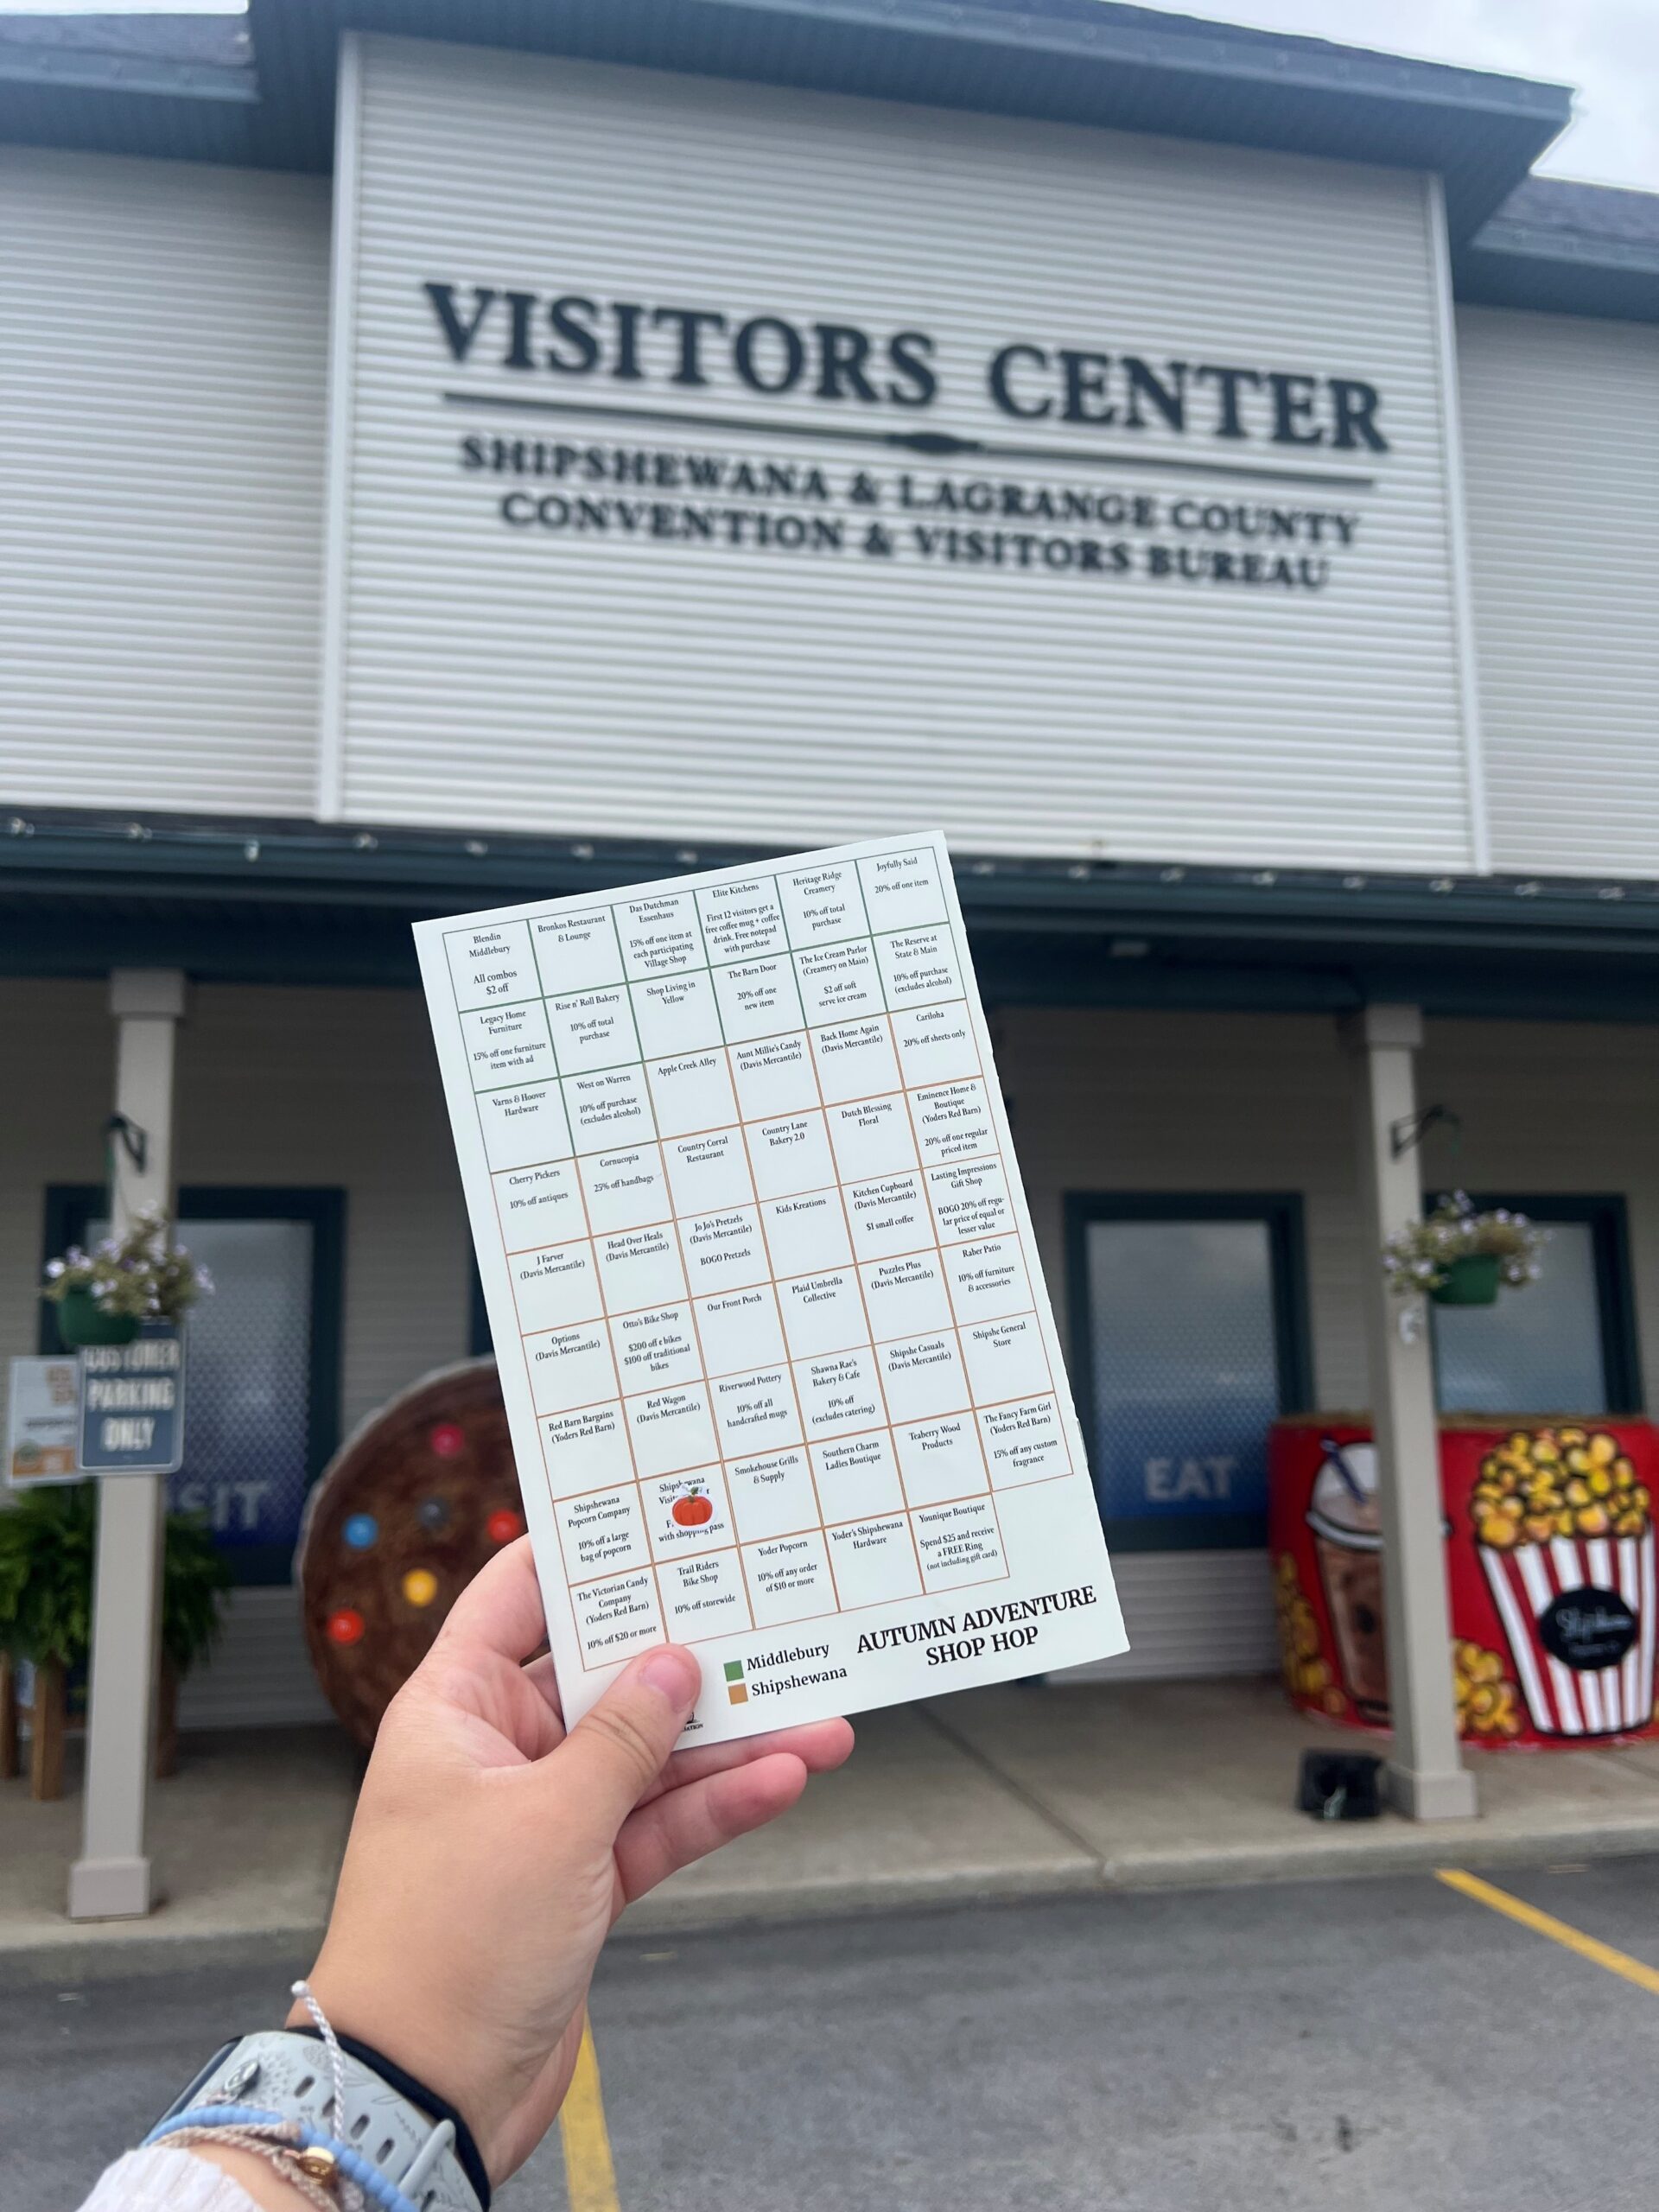 VISITORS CENTER
SHIPSHEWANA & LAGRANGE COUNTY
CONVENTION & VISITORS BUREAU
Blendin
Middlebury
All combos
$2 off
Bronkos Restaurant
& Lounge
Das Dutchman
Essenhaus
15% off one item at
each participating
Village Shop
Elite Kitchens
First 12 visitors get a
free coffee mug + coffee
drink. Free notepad
with purchase
Heritage Ridge
Creamery
10% off total
purchase
Joyfully Said
20% off one item
Legacy Home
Furniture
15% off one furniture
item with ad
Rise n' Roll Bakery
10% off total
purchase
Shop Living in
Yellow
The Barn Door
20% off one
new item
The Ice Cream Parlor
(Creamery on Main)
$2 off soft
serve ice cream
The Reserve at
State & Main
10% off purchase
(excludes alcohol)
Varns & Hoover
Hardware
West on Warren
10% off purchase
(excludes alcohol)
Apple Creek Alley
Aunt Millie's Candy
(Davis Mercantile)
Back Home Again
(Davis Mercantile)
Cariloha
20% off sheets only
Cherry Pickers
10% off antiques
Cornucopia
25% off handbags
Country Corral
Restaurant
Country Lane
Bakery 2.0
Dutch Blessing
Floral
Eminence Home &
Boutique
(Yoders Red Barn)
20% off one regular
priced item
J Farver
(Davis Mercantile)
Head Over Heals
(Davis Mercantile)
Jo Jo's Pretzels
(Davis Mercantile)
BOGO Pretzels
Kids Kreations
Kitchen Cupboard
(Davis Mercantile)
$1 small coffee
Lasting Impressions
Gift Shop
BOGO 20% off regu-
lar price of equal or
lesser value
Options
(Davis Mercantile)
Otto's Bike Shop
$200 off e bikes
$100 off traditional
bikes
Our Front Porch
Plaid Umbrella
Collective
Puzzles Plus
(Davis Mercantile)
Raber Patio
10% off furniture
& accessories
Red Barn Bargains
(Yoders Red Barn)
Red Wagon
(Davis Mercantile)
Riverwood Pottery
10% off all
handcrafted mugs
Shawna Rae's
Bakery & Cafe
10% off
(excludes catering)
Shipshe Casuals
(Davis Mercantile)
Shipshe General
Store
Shipshewana
Popcorn Company
10% off a large
bag of popcorn
Shipshewana
with shopping pass
Smokehouse Grills
& Supply
Southern Charm
Ladies Boutique
Teaberry Wood
Products
The Fancy Farm Girl
(Yoders Red Barn)
15% off any custom
fragrance
The Victorian Candy
Company
(Yoders Red Barn)
10% off $20 or more
Trail Riders
Bike Shop
10% off storewide
Yoder Popcorn
10% off any order
of $10 or more
Yoder's Shipshewana
Hardware
Younique Boutique
Spend $25 and receive
a FREE Ring
(not including gift card)
Middlebury
Shipshewana
AUTUMN ADVENTURE
SHOP HOP
CUSTOMER
PARKING
ONLY
EAT